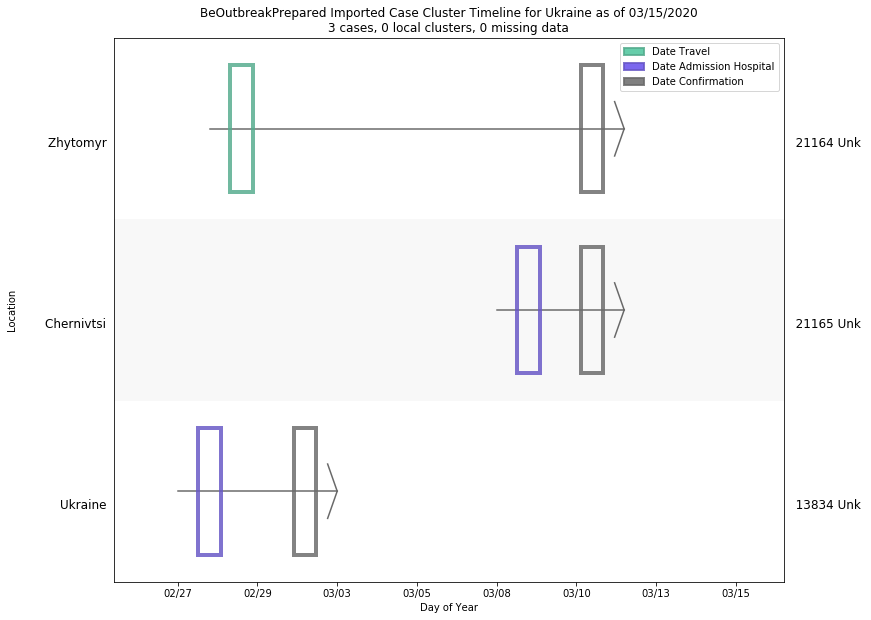 BeOutbreakPrepared Imported Case Cluster Timeline for Ukraine as of 03/15/2020
3 cases, 0 local clusters, 0 missing data
Date Travel
Date Admission Hospital
Date Confirmation
Zhytomyr
21164 Unk
Location
Chernivtsi
21165 Unk
Ukraine
13834 Unk
02/27 02/29 03/03 03/05 03/08 03/10 03/13 03/15
Day of Year